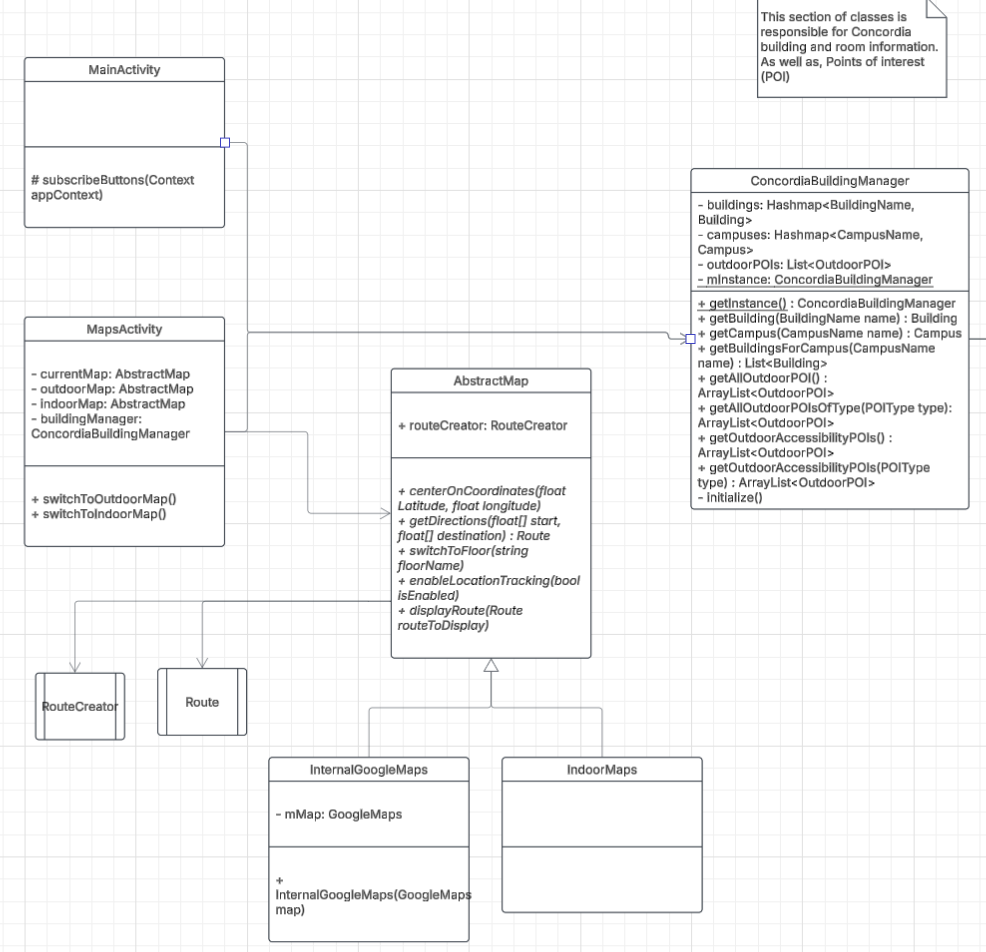 This section of classes is
responsible for Concordia
building and room information.
As well as, Points of interest
(POI)
MainActivity
# subscribeButtons(Context
appContext)
ConcordiaBuildingManager
- buildings: Hashmap<BuildingName,
Building>
- campuses: Hashmap<CampusName,
Campus>
- outdoorPOIs: List<OutdoorPOI>
- mInstance: ConcordiaBuildingManager
+ getInstance() : ConcordiaBuildingManager
+ getBuilding(BuildingName name) : Building
+ getCampus(CampusName name) : Campus
+ getBuildingsForCampus(CampusName
name) : List<Building>
+ getAllOutdoorPOI() :
ArrayList<OutdoorPOI>
+ getAllOutdoorPOIsOfType(POIType type):
ArrayList<OutdoorPOI>
+ getOutdoorAccessibilityPOIs() :
ArrayList<OutdoorPOI>
+ getOutdoorAccessibilityPOIs(POIType
type) : ArrayList<OutdoorPOI>
- initialize()
MapsActivity
- currentMap: AbstractMap
- outdoorMap: AbstractMap
- indoorMap: AbstractMap
- buildingManager:
ConcordiaBuildingManager
+ switchToOutdoorMap()
+ switchToIndoorMap()
AbstractMap
+ routeCreator: RouteCreator
+ centerOnCoordinates(float
Latitude, float longitude)
+ getDirections(float[] start,
float[] destination) : Route
+ switchToFloor(string
floorName)
+ enableLocationTracking(bool
isEnabled)
+ displayRoute(Route
routeToDisplay)
RouteCreator
Route
InternalGoogleMaps
- mMap: GoogleMaps
+
InternalGoogleMaps(GoogleMaps
map)
IndoorMaps